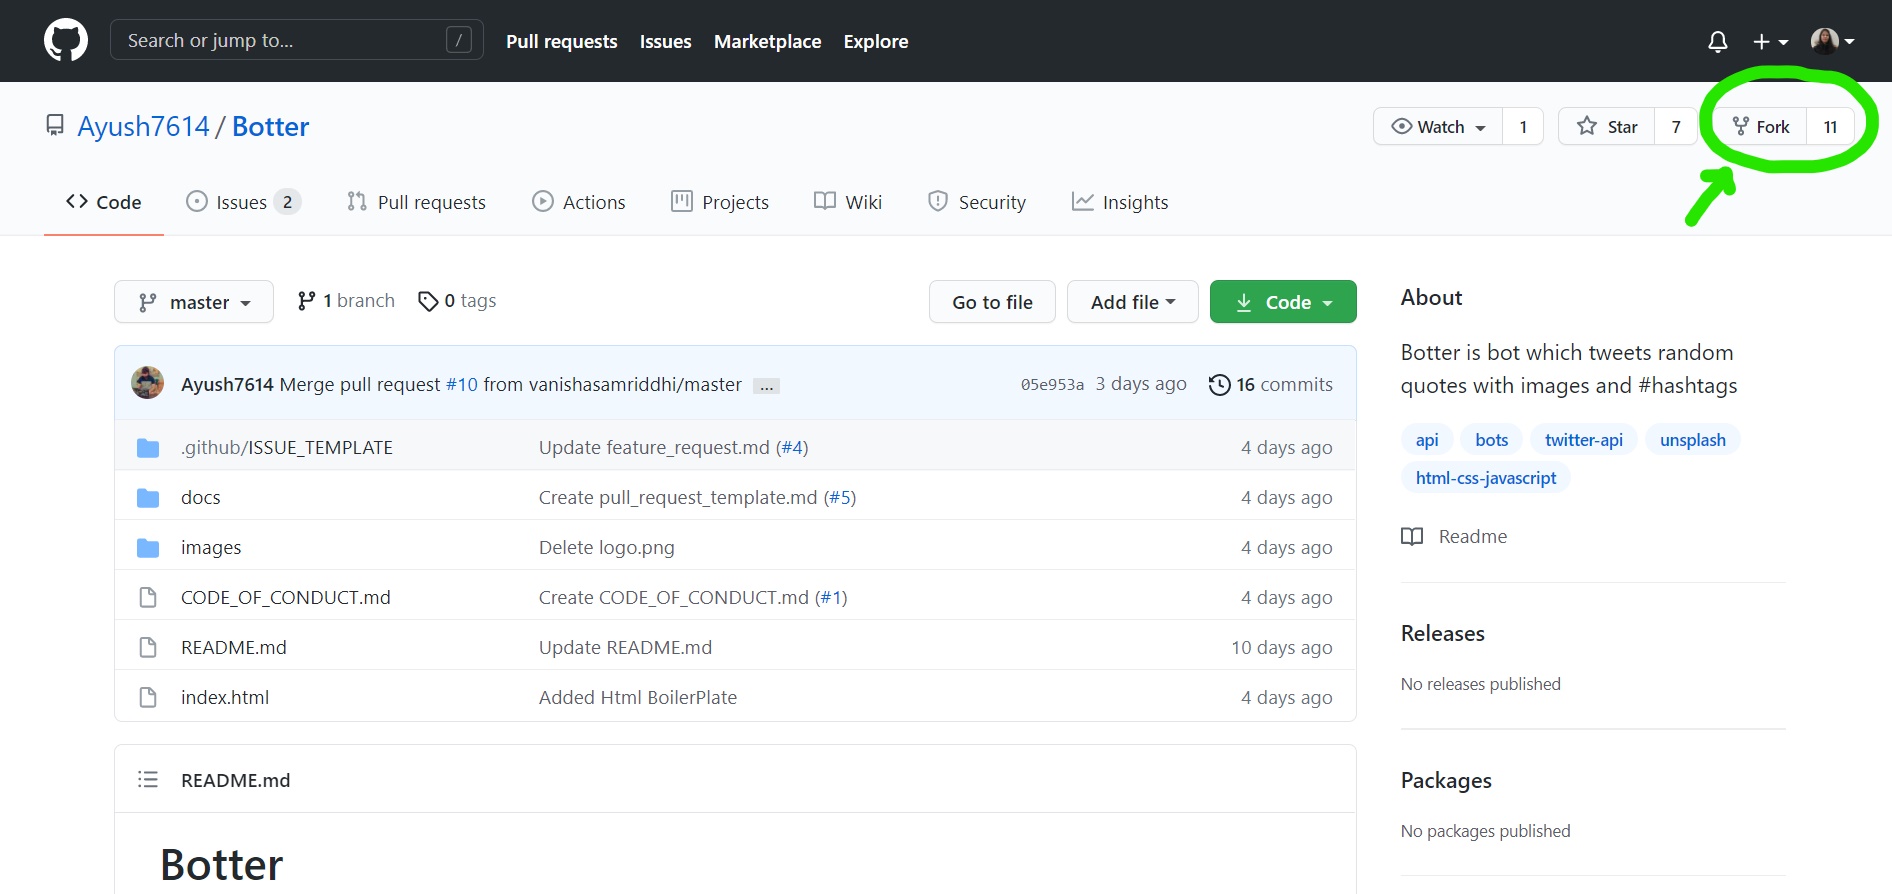 Search or jump to... /
Pull requests Issues Marketplace Explore
Ayush7614 / Botter
Watch 1 Star 7 Fork 11
Code Issues 2 Pull requests Actions Projects Wiki Security Insights
master 1 branch 0 tags Go to file Add file Code
Ayush7614 Merge pull request #10 from vanishasamriddhi/master ... 05e953a 3 days ago 16 commits
.github/ISSUE_TEMPLATE Update feature_request.md (#4) 4 days ago
docs Create pull_request_template.md (#5) 4 days ago
images Delete logo.png 4 days ago
CODE_OF_CONDUCT.md Create CODE_OF_CONDUCT.md (#1) 4 days ago
README.md Update README.md 10 days ago
index.html Added Html BoilerPlate 4 days ago
README.md
Botter
About
Botter is bot which tweets random
quotes with images and #hashtags
api bots twitter-api unsplash
html-css-javascript
Readme
Releases
No releases published
Packages
No packages published